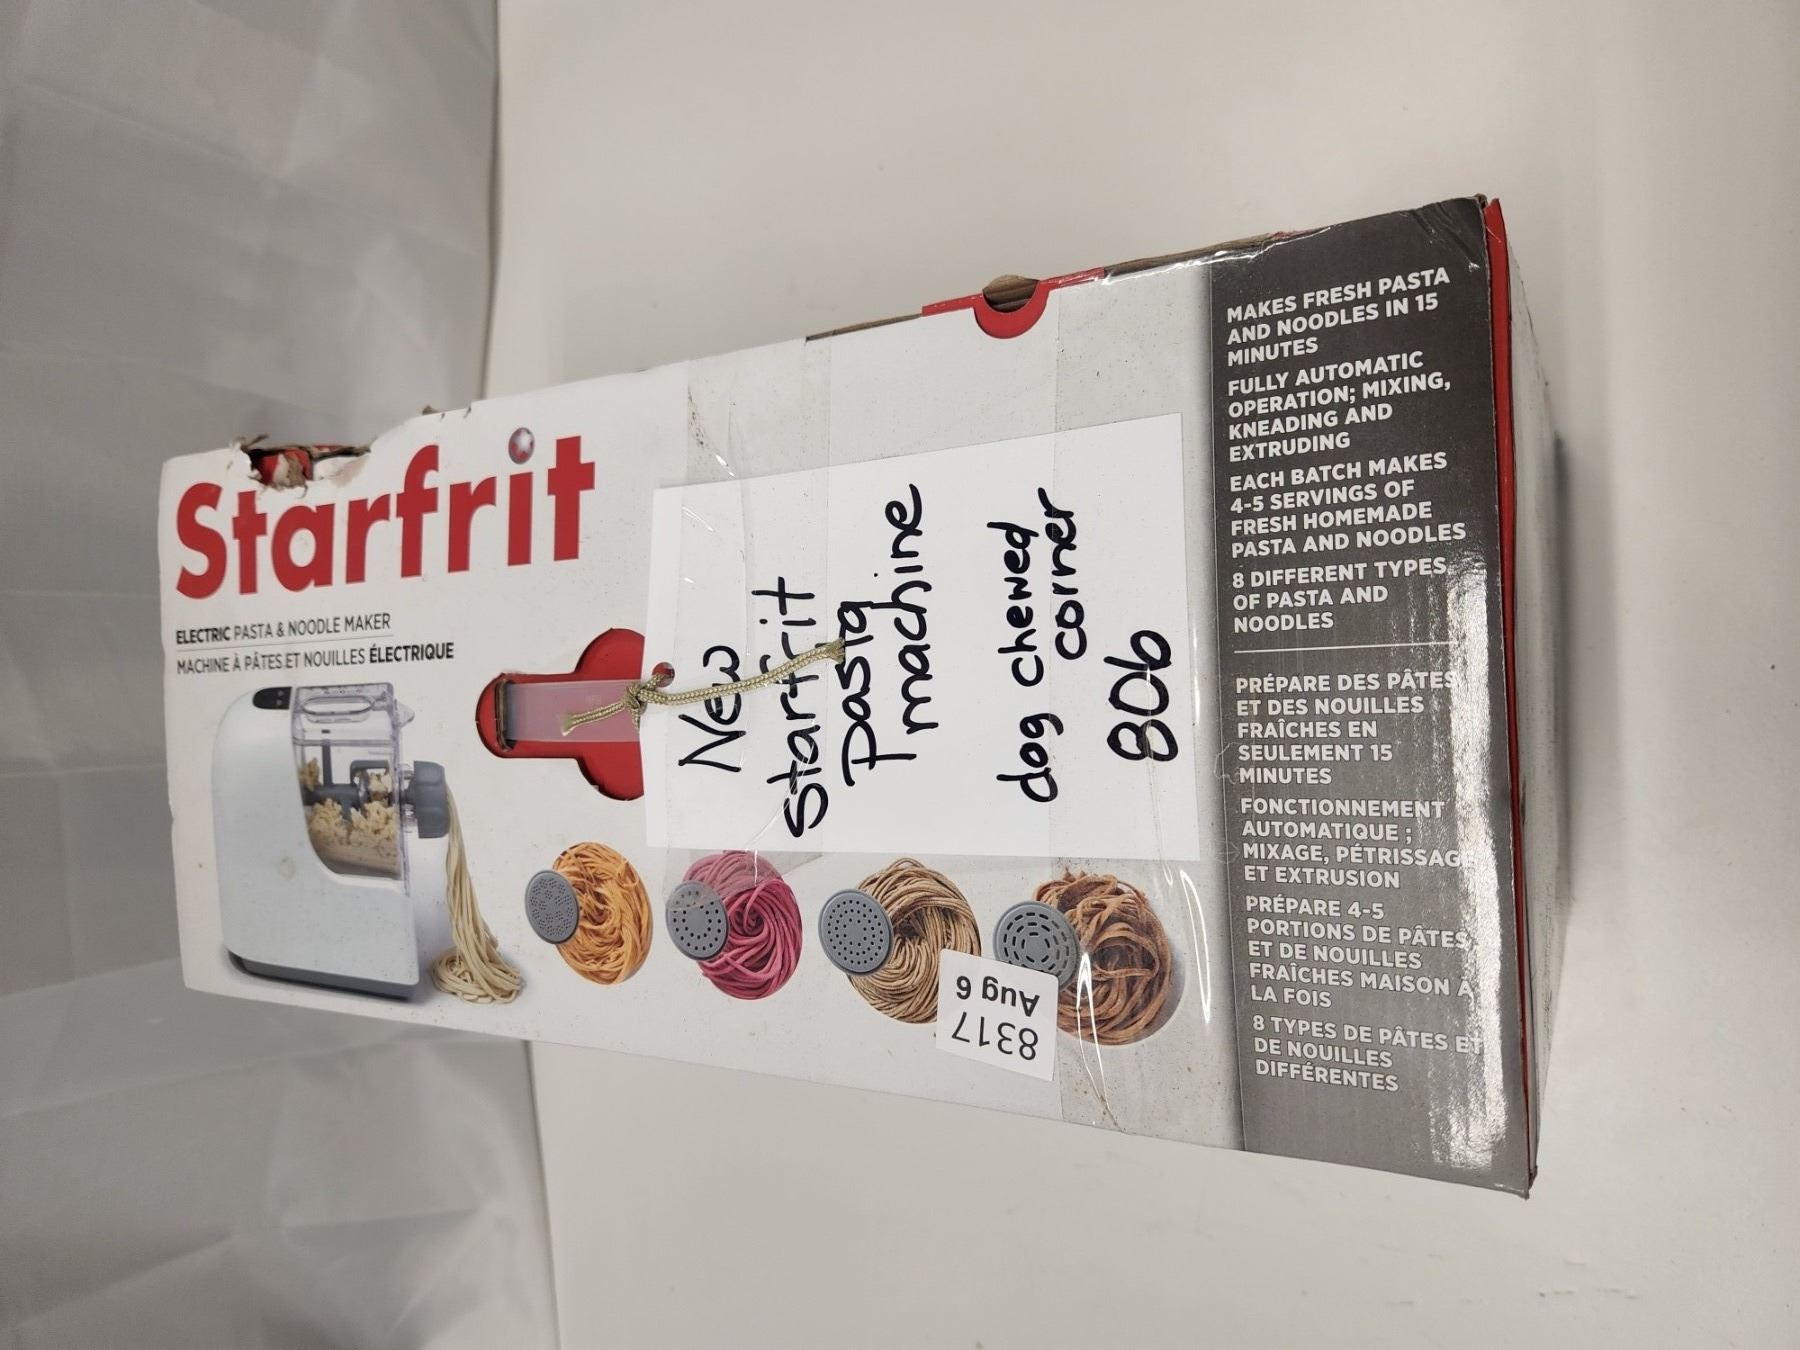 Starfrit
ELECTRIC PASTA & NOODLE MAKER
MACHINE À PÂTES ET NOUILLES ÉLECTRIQUE
New
Starfrit
Pasta
machine
dog chewed
corner
806
8317
Aug 6
MAKES FRESH PASTA
AND NOODLES IN 15
MINUTES
FULLY AUTOMATIC
OPERATION; MIXING,
KNEADING AND
EXTRUDING
EACH BATCH MAKES
4-5 SERVINGS OF
FRESH HOMEMADE
PASTA AND NOODLES
8 DIFFERENT TYPES
OF PASTA AND
NOODLES
PRÉPARE DES PÂTES
ET DES NOUILLES
FRAÎCHES EN
SEULEMENT 15
MINUTES
FONCTIONNEMENT
AUTOMATIQUE ;
MIXAGE, PÉTRISSAGE
ET EXTRUSION
PRÉPARE 4-5
PORTIONS DE PÂTES
ET DE NOUILLES
FRAÎCHES MAISON À
LA FOIS
8 TYPES DE PÂTES ET
DE NOUILLES
DIFFÉRENTES